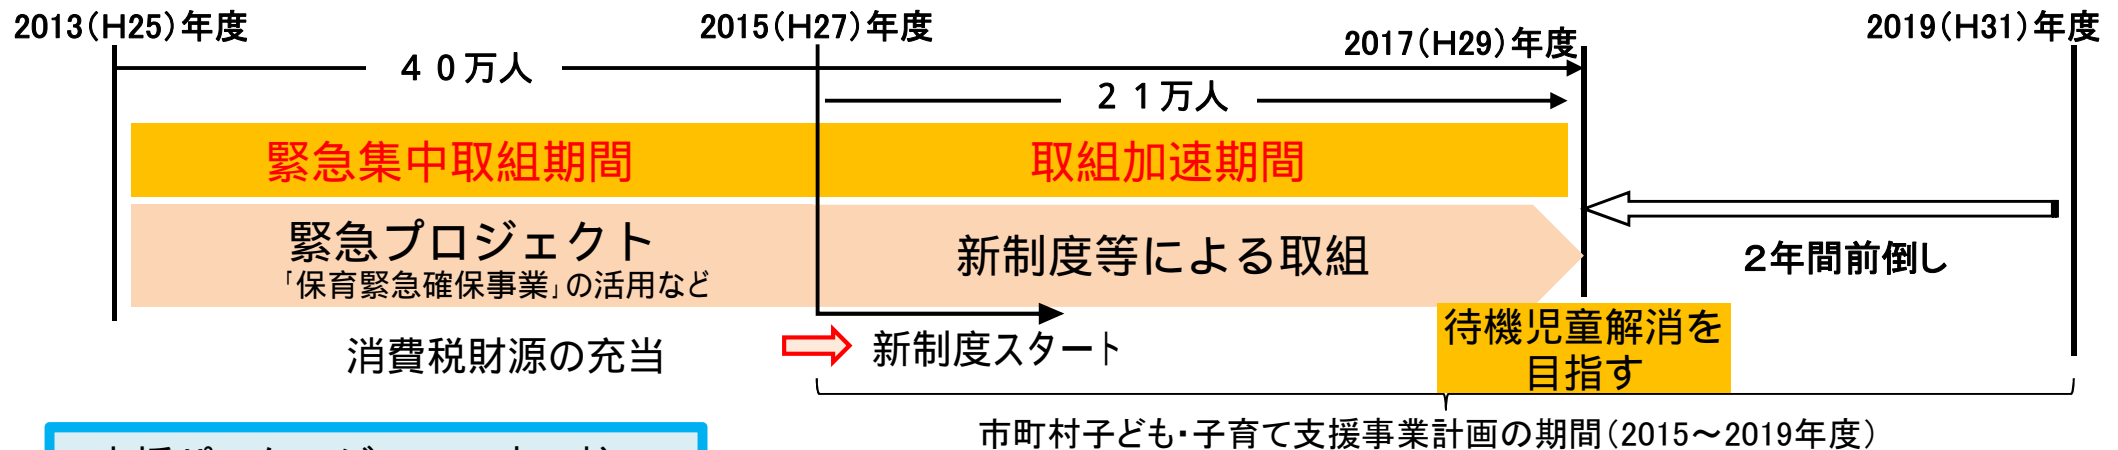 2013(H25)年度
2015(H27)年度
2017(H29)年度
2019(H31)年度
40万人
21万人
緊急集中取組期間
取組加速期間
緊急プロジェクト
「保育緊急確保事業」の活用など
新制度等による取組
2年間前倒し
消費税財源の充当
新制度スタート
待機児童解消を
目指す
市町村子ども・子育て支援事業計画の期間(2015~2019年度)